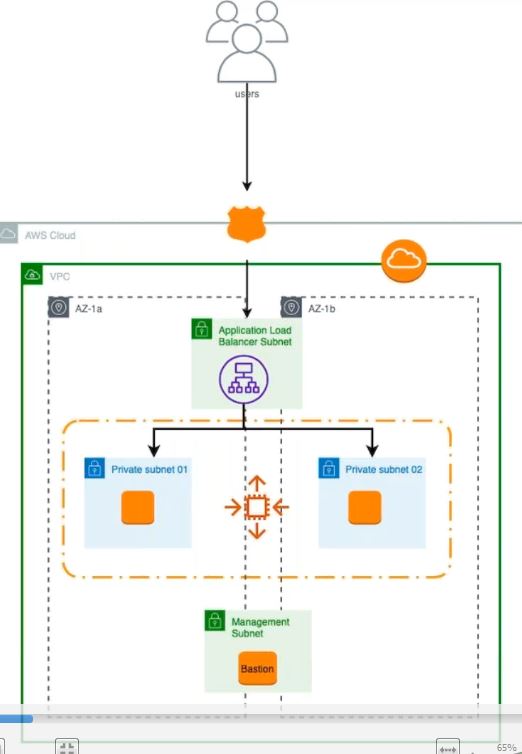 users
AWS Cloud
VPC
AZ-1a
AZ-1b
Application Load
Balancer Subnet
Private subnet 01
Private subnet 02
Management
Subnet
Bastion
65%